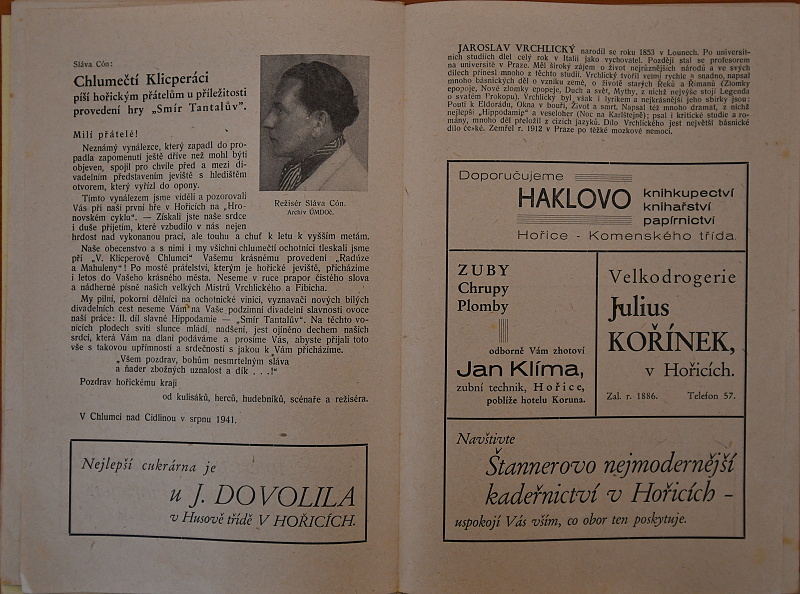 Sláva Cón:
Chlumečtí Klicperáci
píší hořickým přátelům u příležitosti
provedení hry „Smír Tantalův".
Milí přátelé!
Neznámý vynálezce, který zapadl do pro-
padla zapomenutí ještě dříve než mohl býti
objeven, spojil pro chvíle před a mezi di-
vadelním představením jeviště s hledištěm
otvorem, který vyřízl do opony.
Tímto vynálezem jsme viděli a pozorovali
Vás při naší první hře v Hořicích na „Hro-
novském cyklu". — Získali jste naše srdce
i duše přijetím, které vzbudilo v nás nejen
hrdost nad vykonanou prací, ale touhu a chuť k letu k vyšším metám.
Režisér Sláva Cón.
Archiv ÚMDOč.
Naše obecenstvo a s nimi i my všichni chlumečtí ochotníci tleskali jsme
při „V. Klicperově Chlumci" Vašemu krásnému provedení „Radúze
a Mahuleny"! Po mostě přátelství, kterým je hořické jeviště, přicházíme
i letos do Vašeho krásného města. Neseme v ruce prapor čistého slova
a nádherné písně našich velkých Mistrů Vrchlického a Fibicha.
My pilní, pokorní dělníci na ochotnické vinici, vyznavači nových bílých
divadelních cest neseme Vám na Vaše podzimní divadelní slavnosti ovoce
naší práce: II. díl slavné Hippodamie — „Smír Tantalův". Na těchto vo-
nících plodech svítí slunce mládí, nadšení, jest ojíněno dechem našich
srdcí, která Vám na dlani podáváme a prosíme Vás, abyste přijali toto
vše s takovou upřímností a srdečností s jakou k Vám přicházíme.
„Všem pozdrav, bohům nesmrtelným sláva
a ňader zbožných uznalost a dík . . .!"
Pozdrav hořickému kraji
od kulisáků, herců, hudebníků, scénaře a režiséra.
V Chlumci nad Cidlinou v srpnu 1941.
Nejlepší cukrárna je
u J. DOVOLILA
v Husově třídě V HOŘICÍCH.
JAROSLAV VRCHLICKÝ narodil se roku 1853 v Lounech. Po universit-
ních studiích dlel celý rok v Italii jako vychovatel. Později stal se profesorem
na universitě v Praze. Měl široký zájem o život nejrůznějších národů a ve svých
dílech přinesl mnoho z těchto studií. Vrchlický tvořil velmi rychle a snadno, napsal
mnoho básnických děl o vzniku země, o životě starých Řeků a Římanů (Zlomky
epopoje, Nové zlomky epopeje, Duch a svět, Mythy, z nichž nejvýše stojí Legenda
o svatém Prokopu). Vrchlický byl však i lyrikem a nejkrásnější jeho sbírky jsou:
Pouti k Eldorádu, Okna v bouři, Život a smrt. Napsal též mnoho dramat, z nichž
nejlepší „Hippodamie" a veseloher (Noc na Karlštejně); psal i kritické studie a ro-
mány, mnoho děl přeložil z cizích jazyků. Dílo Vrchlického jest největší básnické
dílo české. Zemřel r. 1912 v Praze po těžké mozkové nemoci.
Doporučujeme
HAKLOVO
knihkupectví
knihařství
papírnictví
Hořice - Komenského třída.
ZUBY
Chrupy
Plomby
odborně Vám zhotoví
Jan Klíma,
zubní technik, Hořice,
poblíže hotelu Koruna.
Velkodrogerie
Julius
KOŘÍNEK,
v Hořicích.
Zal. r. 1886. Telefon 57.
Navštivte
Štannerovo nejmodernější
kadeřnictví v Hořicích -
uspokojí Vás vším, co obor ten poskytuje.